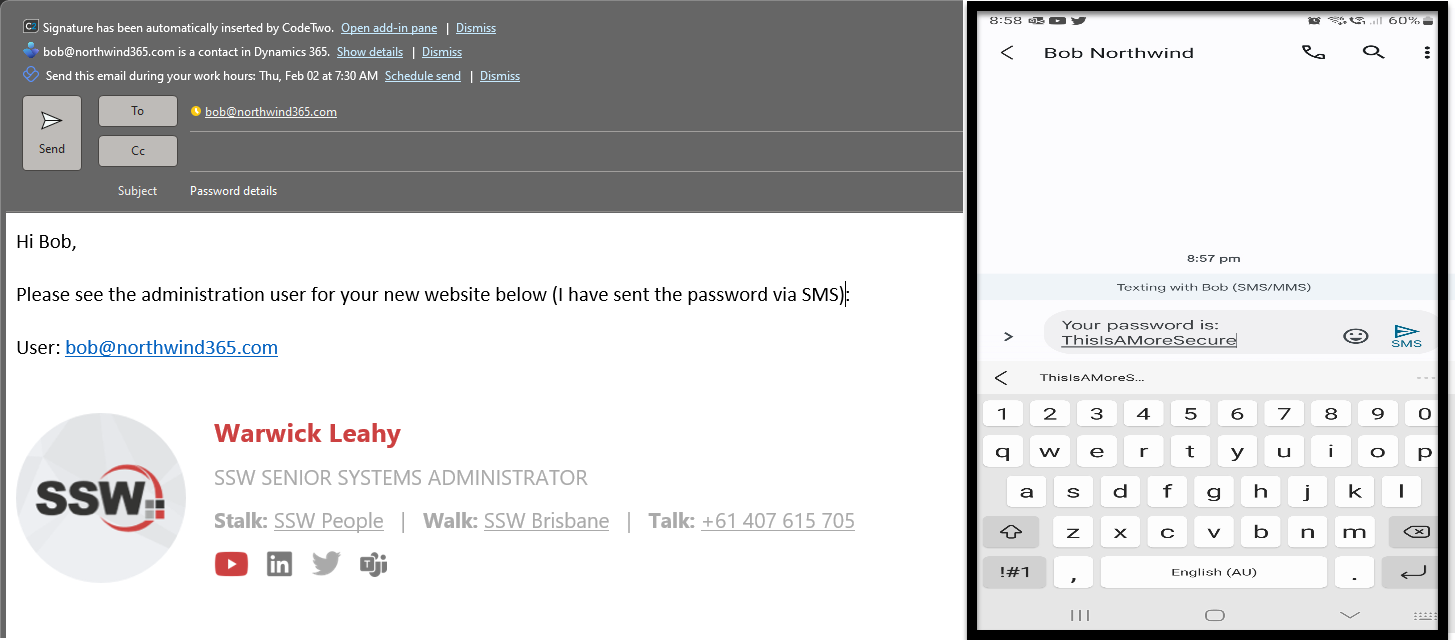 Signature has been automatically inserted by CodeTwo. Open add-in pane | Dismiss
bob@northwind365.com is a contact in Dynamics 365. Show details | Dismiss
Send this email during your work hours: Thu, Feb 02 at 7:30 AM Schedule send | Dismiss
Send
To
bob@northwind365.com
Cc
Subject
Password details
Hi Bob,
Please see the administration user for your new website below (I have sent the password via SMS):
User: bob@northwind365.com
SSW
Warwick Leahy
SSW SENIOR SYSTEMS ADMINISTRATOR
Stalk: SSW People | Walk: SSW Brisbane | Talk: +61 407 615 705
8:58
60%
Bob Northwind
8:57 pm
Texting with Bob (SMS/MMS)
Your password is:
ThisIsAMoreSecure
SMS
ThisIsAMoreS...
1 2 3 4 5 6 7 8 9 0
q w e r t y u i o p
a s d f g h j k l
z x c v b n m
!#1 , English (AU) .